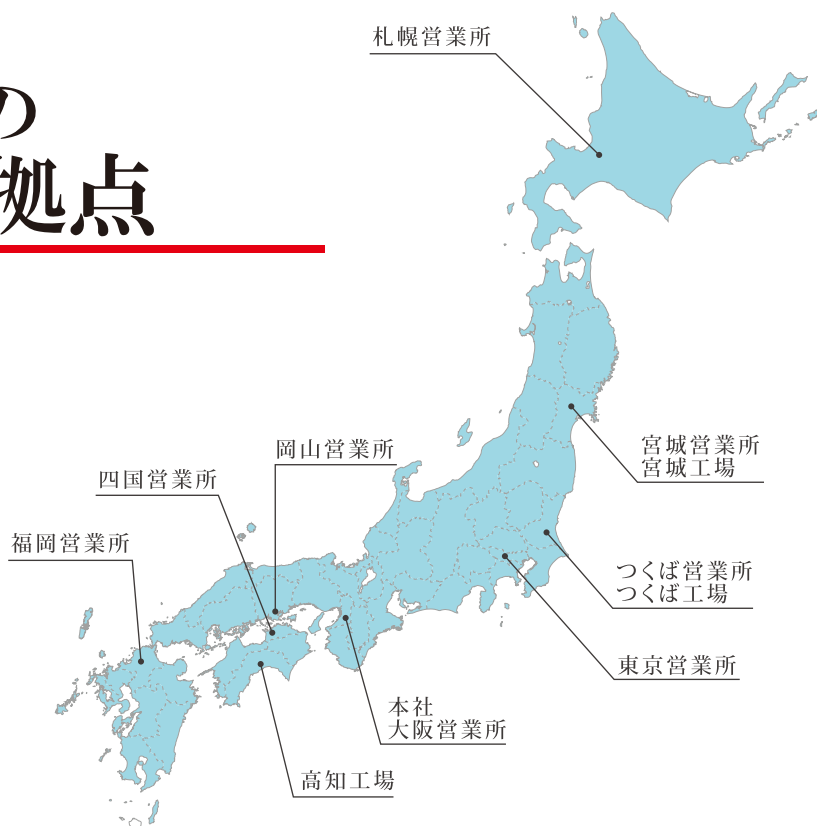 の
拠点
札幌営業所
宮城営業所
宮城工場
岡山営業所
四国営業所
福岡営業所
つくば営業所
つくば工場
東京営業所
本社
大阪営業所
高知工場